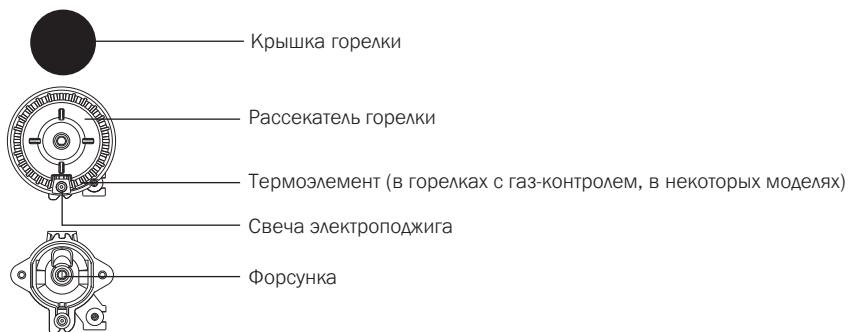 Крышка горелки
Рассекатель горелки
Термоэлемент (в горелках с газ-контролем, в некоторых моделях)
Свеча электроподжига
Форсунка